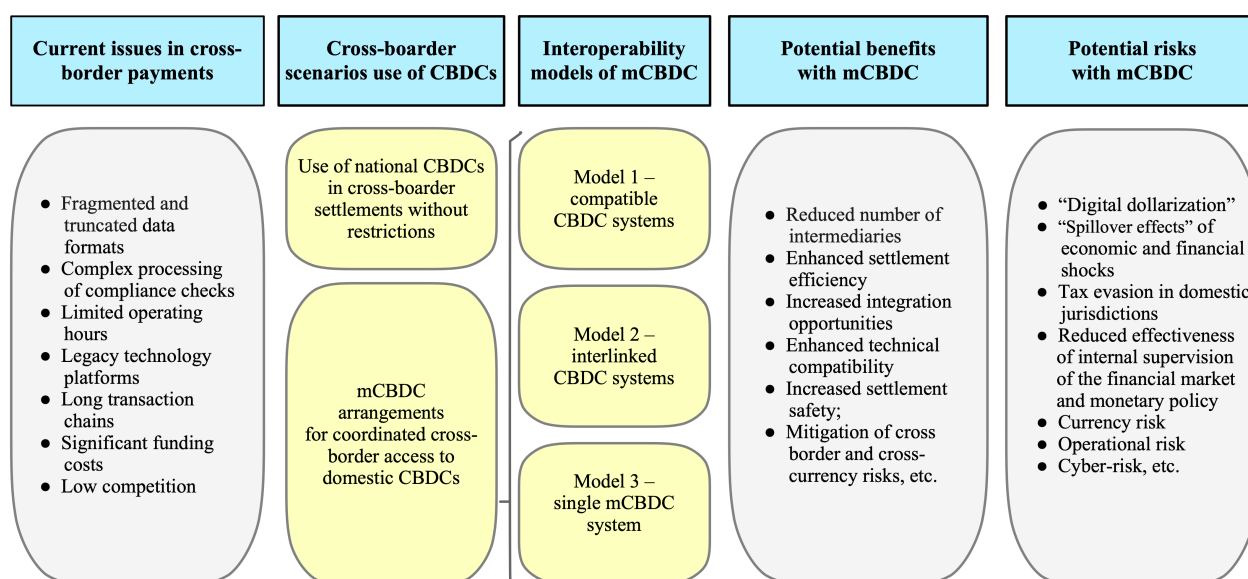 Current issues in cross-
border payments
Cross-boarder
scenarios use of CBDCs
Interoperability
models of mCBDC
Potential benefits
with mCBDC
Potential risks
with mCBDC
● Fragmented and
truncated data
formats
● Complex processing
of compliance checks
● Limited operating
hours
● Legacy technology
platforms
● Long transaction
chains
● Significant funding
costs
● Low competition
Use of national CBDCs
in cross-boarder
settlements without
restrictions
mCBDC
arrangements
for coordinated cross-
border access to
domestic CBDCs
Model 1 –
compatible
CBDC systems
Model 2 –
interlinked
CBDC systems
Model 3 –
single mCBDC
system
● Reduced number of
intermediaries
● Enhanced settlement
efficiency
● Increased integration
opportunities
● Enhanced technical
compatibility
● Increased settlement
safety;
● Mitigation of cross
border and cross-
currency risks, etc.
● “Digital dollarization”
● “Spillover effects” of
economic and financial
shocks
● Tax evasion in domestic
jurisdictions
● Reduced effectiveness
of internal supervision
of the financial market
and monetary policy
● Currency risk
● Operational risk
● Cyber-risk, etc.